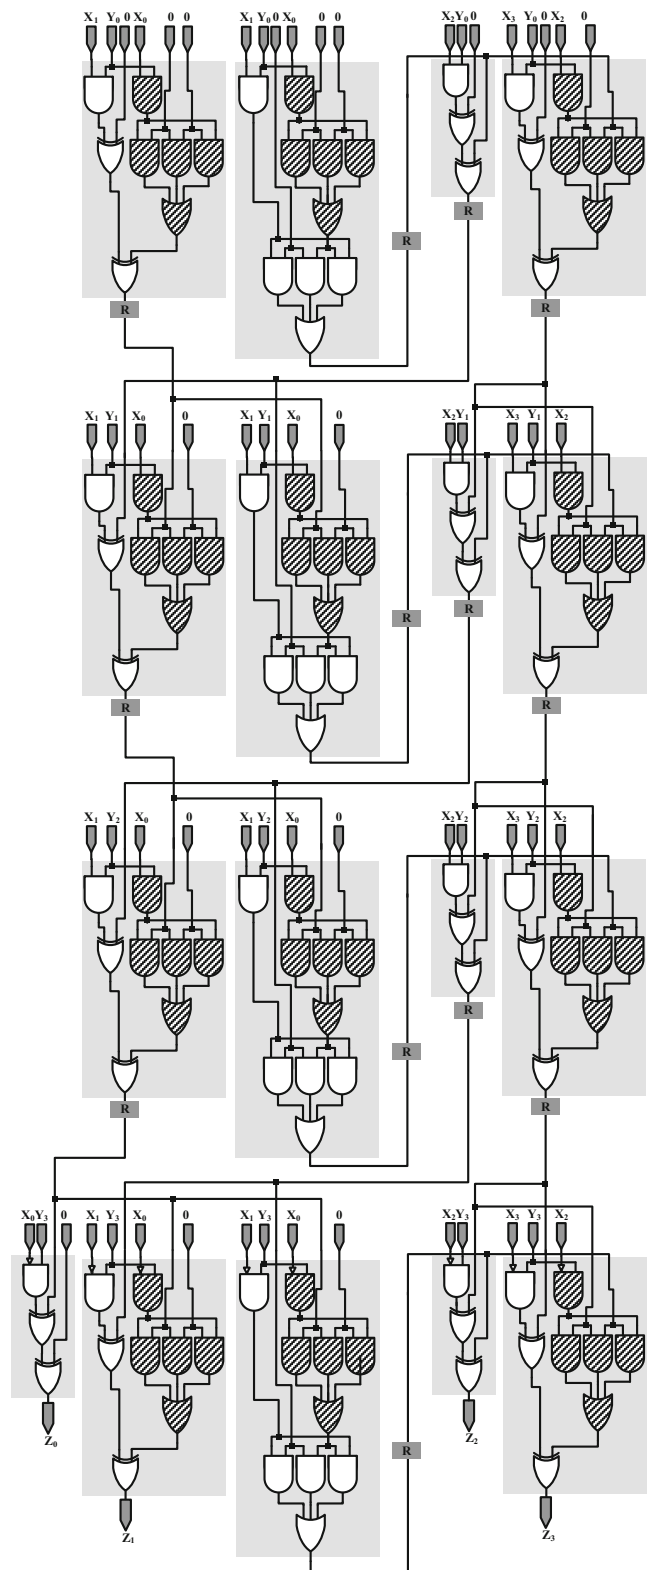 X₁ Y₀ 0 X₀ 0 0 X₁ Y₀ 0 X₀ 0 0 X₂ Y₀ 0 X₃ Y₀ 0 X₂ 0
R
R
R
R
X₁ Y₁ X₀ 0 X₁ Y₁ X₀ 0 X₂ Y₁ X₃ Y₁ X₂
R
R
R
R
X₁ Y₂ X₀ 0 X₁ Y₂ X₀ 0 X₂ Y₂ X₃ Y₂ X₂
R
R
R
R
X₀ Y₃ 0 X₁ Y₃ X₀ 0 X₁ Y₃ X₀ 0 X₂ Y₃ X₃ Y₃ X₂
Z₀
Z₂
R
Z₁
Z₃